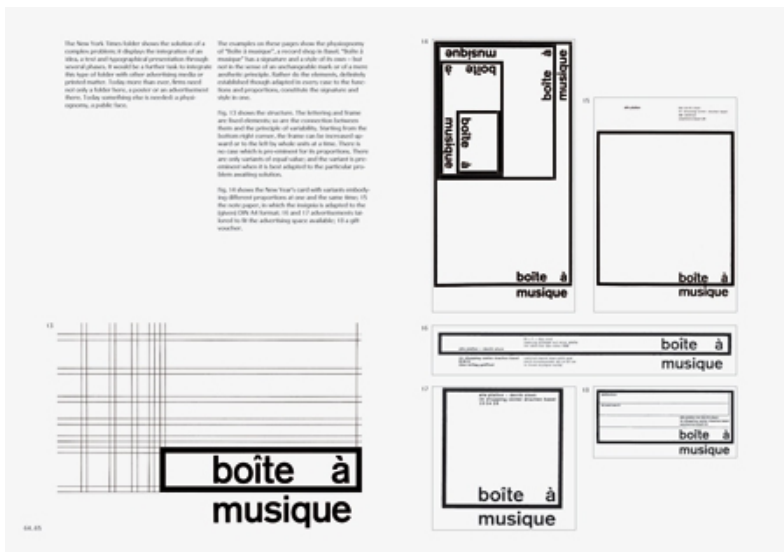 The New York Times folder shows the solution of a
complex problem; it displays the integration of an
idea, a text and typographical presentation through
several phases. It would be a further task to integrate
this type of folder with other advertising media or
printed matter. Today more than ever, firms need
not only a folder here, a poster or an advertisement
there. Today something else is needed: a physi-
ognomy, a public face.
The examples on these pages show the physiognomy
of "Boîte à musique", a record shop in Basel. "Boîte à
musique" has a signature and a style of its own – but
not in the sense of an unchangeable mark or of a mere
aesthetic principle. Rather do the elements, definitely
established though adapted in every case to the func-
tions and proportions, constitute the signature and
style in one.
Fig. 13 shows the structure. The lettering and frame
are fixed elements; so are the connection between
them and the principle of variability. Starting from the
bottom right corner, the frame can be increased up-
ward or to the left by whole units at a time. There is
no case which is pre-eminent for its proportions. There
are only variants of equal value; and the variant is pre-
eminent when it is best adapted to the particular pro-
blem awaiting solution.
Fig. 14 shows the New Year's card with variants embody-
ing different proportions at one and the same time; 15
the note paper, in which the insignia is adapted to the
(given) DIN A4 format; 16 and 17 advertisements tai-
lored to fit the advertising space available; 18 a gift
voucher.
13
boîte à
musique
14
boîte à
musique
boîte à
musique
boîte à
musique
boîte à
musique
15
boîte à
musique
16
boîte à
musique
17
boîte à
musique
18
boîte à
musique